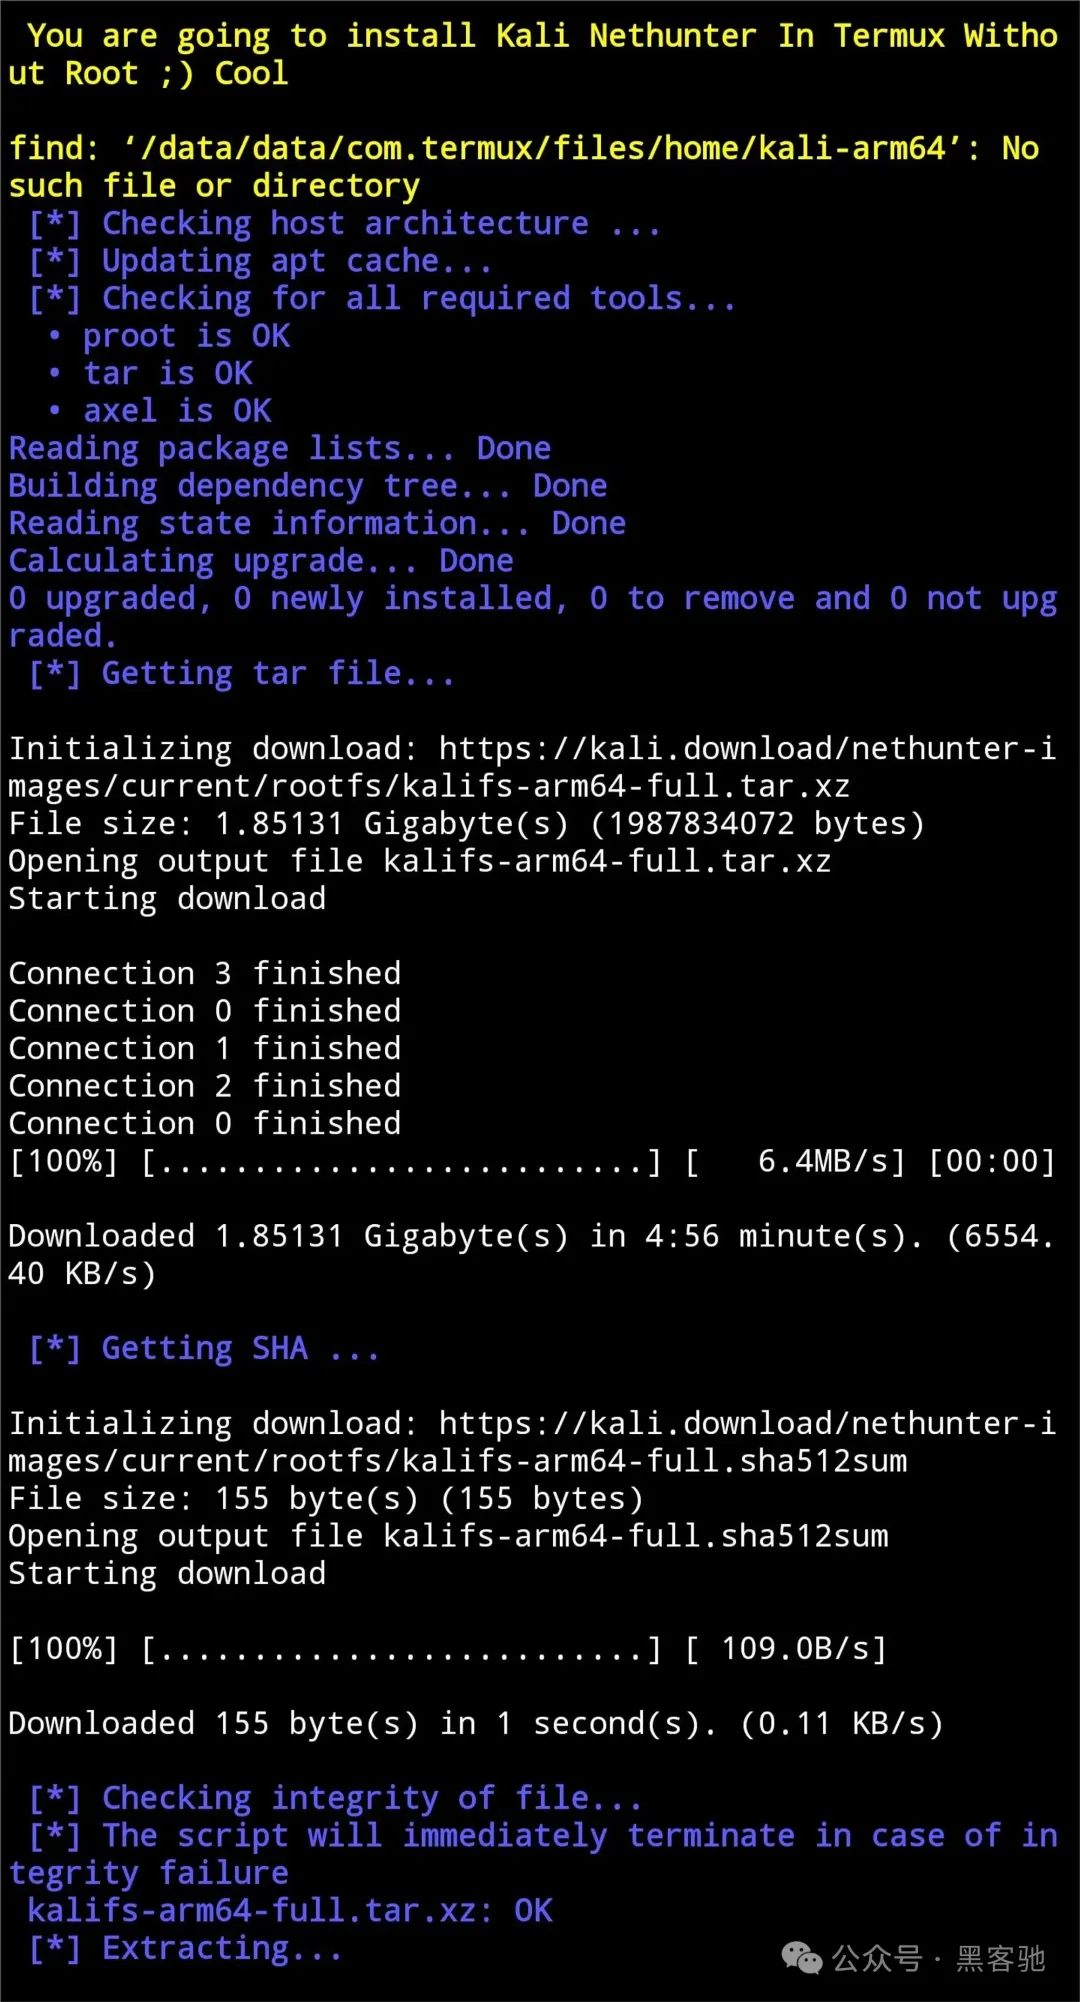 You are going to install Kali Nethunter In Termux Witho
ut Root ;) Cool
find: ‘/data/data/com.termux/files/home/kali-arm64’: No
such file or directory
[*] Checking host architecture ...
[*] Updating apt cache...
[*] Checking for all required tools...
• proot is OK
• tar is OK
• axel is OK
Reading package lists... Done
Building dependency tree... Done
Reading state information... Done
Calculating upgrade... Done
0 upgraded, 0 newly installed, 0 to remove and 0 not upg
raded.
[*] Getting tar file...
Initializing download: https://kali.download/nethunter-i
mages/current/rootfs/kalifs-arm64-full.tar.xz
File size: 1.85131 Gigabyte(s) (1987834072 bytes)
Opening output file kalifs-arm64-full.tar.xz
Starting download
Connection 3 finished
Connection 0 finished
Connection 1 finished
Connection 2 finished
Connection 0 finished
[100%] [..........................] [   6.4MB/s] [00:00]
Downloaded 1.85131 Gigabyte(s) in 4:56 minute(s). (6554.
40 KB/s)
[*] Getting SHA ...
Initializing download: https://kali.download/nethunter-i
mages/current/rootfs/kalifs-arm64-full.sha512sum
File size: 155 byte(s) (155 bytes)
Opening output file kalifs-arm64-full.sha512sum
Starting download
[100%] [..........................] [ 109.0B/s]
Downloaded 155 byte(s) in 1 second(s). (0.11 KB/s)
[*] Checking integrity of file...
[*] The script will immediately terminate in case of in
tegrity failure
kalifs-arm64-full.tar.xz: OK
[*] Extracting...
公众号 · 黑客驰